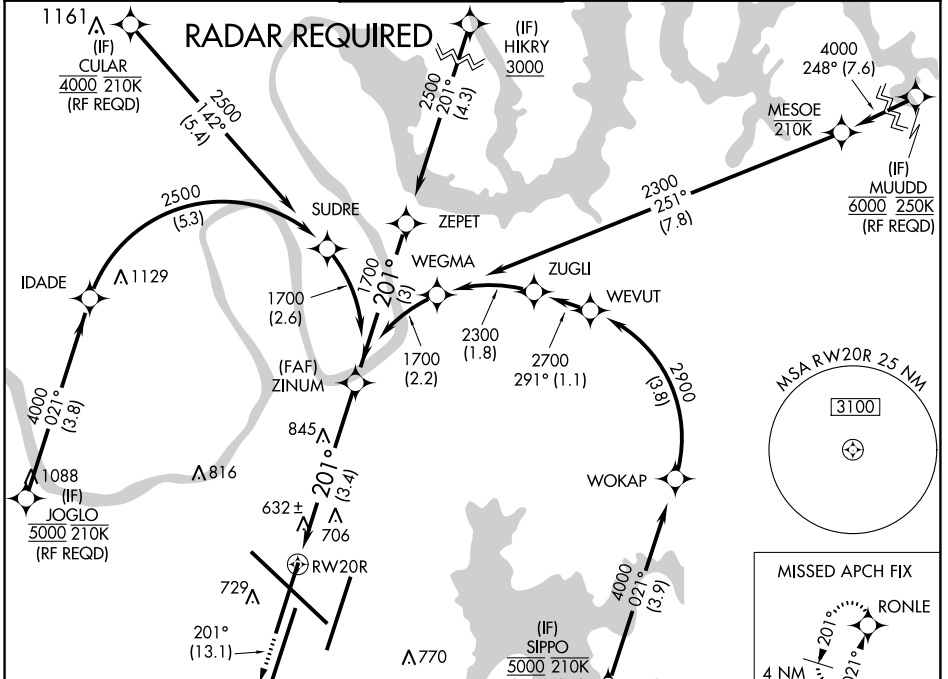 1161
(IF)
CULAR
4000 210K
(RF REQD)
RADAR REQUIRED
(IF)
HIKRY
3000
2500
201°
(4.3)
4000
248° (7.6)
MESOE
210K
(IF)
MUUDD
6000 250K
(RF REQD)
2500
142°
(5.4)
2300
251°
(7.8)
2500
(5.3)
SUDRE
ZEPET
IDADE
1129
WEGMA
ZUGLI
WEVUT
1700
201°
(3)
1700
(2.6)
1700
(2.2)
2300
(1.8)
2700
291° (1.1)
2900
(3.8)
(FAF)
ZINUM
MSA RW20R 25 NM
3100
4000
021°
(3.8)
845
201°
(3.4)
816
1088
(IF)
JOGLO
5000 210K
(RF REQD)
WOKAP
632 ±
706
RW20R
729
201°
(13.1)
4000
021°
(3.9)
(IF)
SIPPO
5000 210K
770
MISSED APCH FIX
RONLE
201°
021°
4 NM